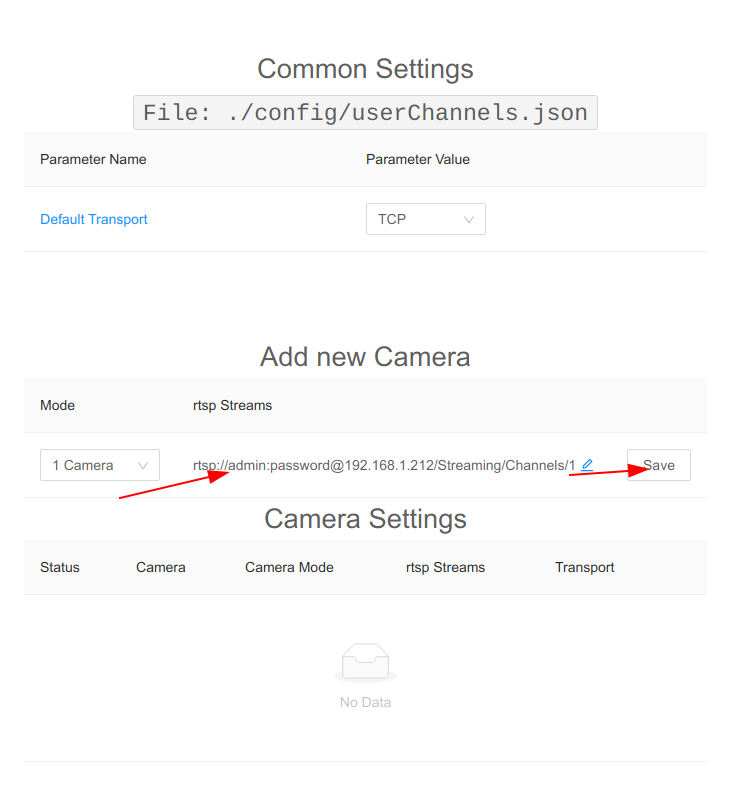 Common Settings
File: ./config/userChannels.json
Parameter Name Parameter Value
Default Transport TCP
Add new Camera
Mode rtsp Streams
1 Camera rtsp://admin:password@192.168.1.212/Streaming/Channels/1 Save
Camera Settings
Status Camera Camera Mode rtsp Streams Transport
No Data